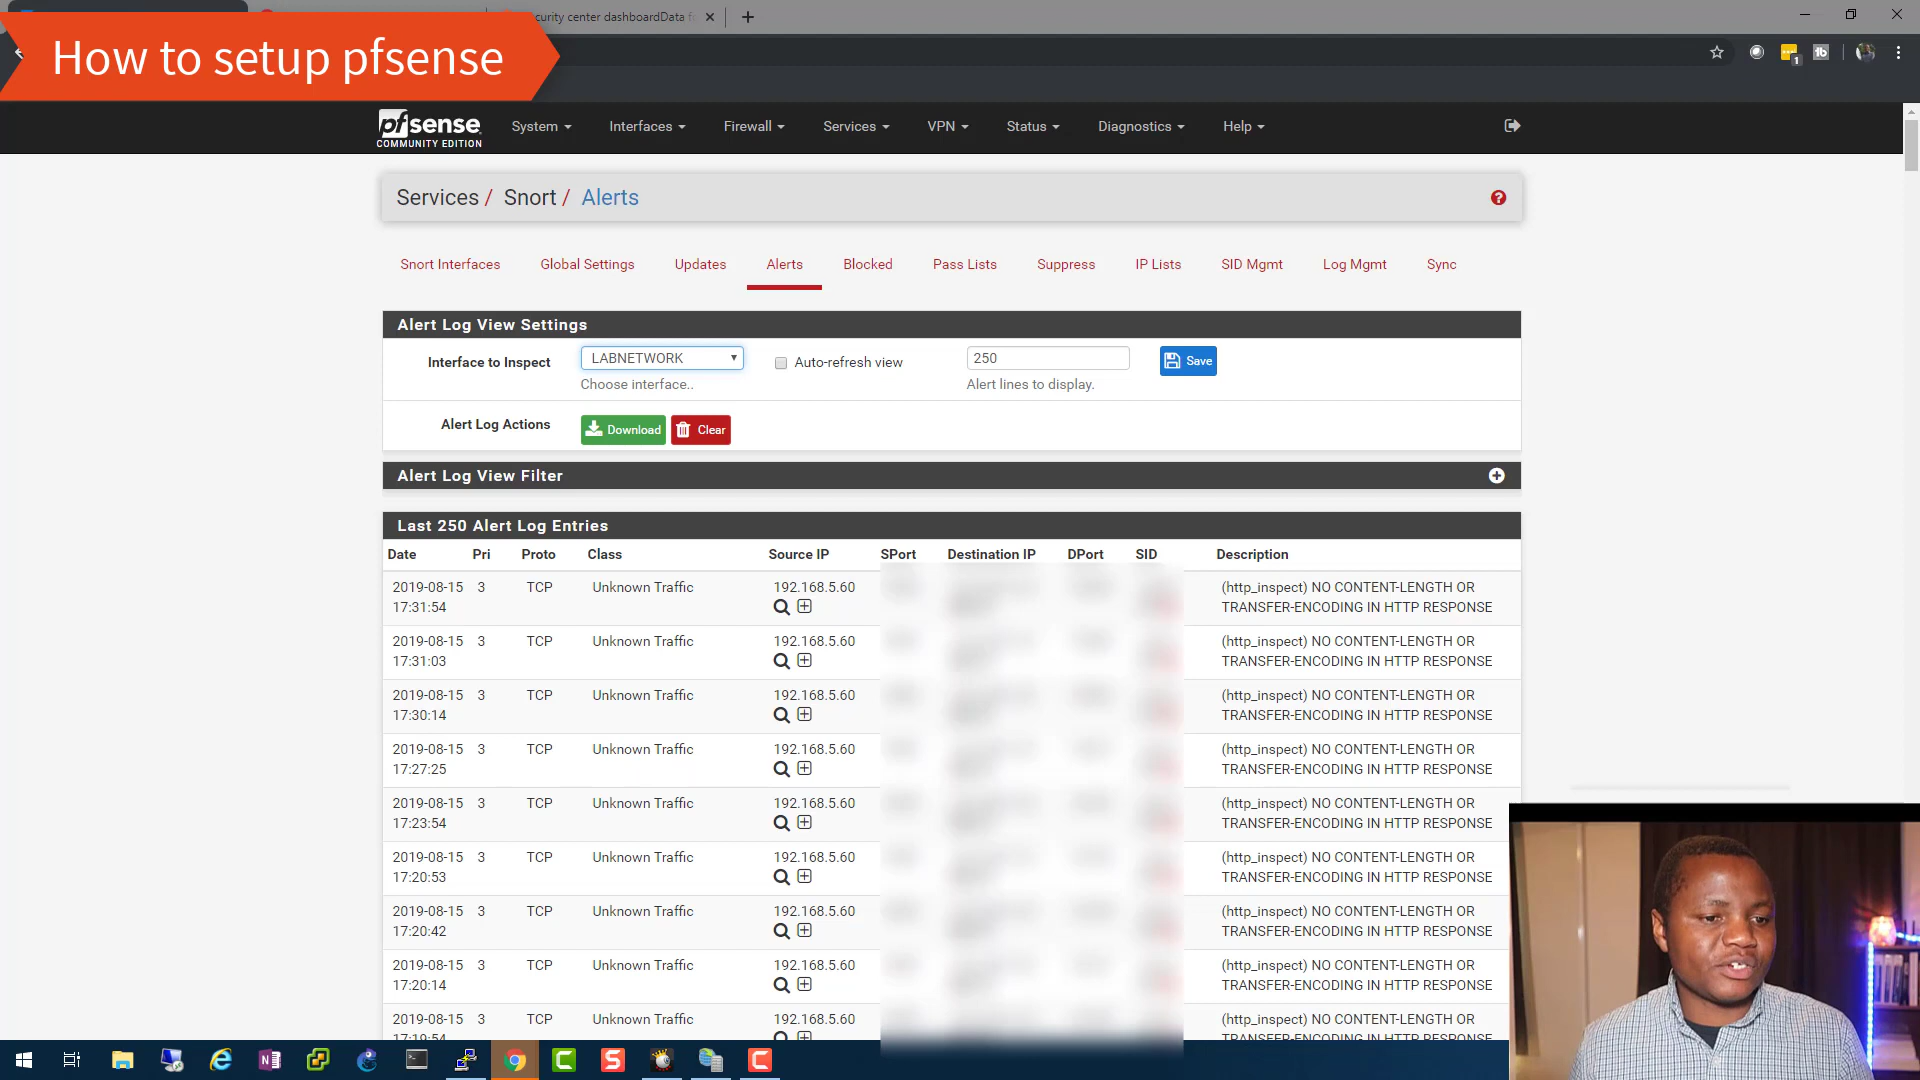 curity center dashboardData f
How to setup pfsense
1
pfsense
COMMUNITY EDITION
System Interfaces Firewall Services VPN Status Diagnostics Help
Services / Snort / Alerts
Snort Interfaces Global Settings Updates Alerts Blocked Pass Lists Suppress IP Lists SID Mgmt Log Mgmt Sync
Alert Log View Settings
Interface to Inspect LABNETWORK Auto-refresh view 250 Save
Choose interface.. Alert lines to display.
Alert Log Actions Download Clear
Alert Log View Filter
Last 250 Alert Log Entries
Date Pri Proto Class Source IP SPort Destination IP DPort SID Description
2019-08-15 3 TCP Unknown Traffic 192.168.5.60 (http_inspect) NO CONTENT-LENGTH OR
17:31:54 TRANSFER-ENCODING IN HTTP RESPONSE
2019-08-15 3 TCP Unknown Traffic 192.168.5.60 (http_inspect) NO CONTENT-LENGTH OR
17:31:03 TRANSFER-ENCODING IN HTTP RESPONSE
2019-08-15 3 TCP Unknown Traffic 192.168.5.60 (http_inspect) NO CONTENT-LENGTH OR
17:30:14 TRANSFER-ENCODING IN HTTP RESPONSE
2019-08-15 3 TCP Unknown Traffic 192.168.5.60 (http_inspect) NO CONTENT-LENGTH OR
17:27:25 TRANSFER-ENCODING IN HTTP RESPONSE
2019-08-15 3 TCP Unknown Traffic 192.168.5.60 (http_inspect) NO CONTENT-LENGTH OR
17:23:54 TRANSFER-ENCODING IN HTTP RESPONSE
2019-08-15 3 TCP Unknown Traffic 192.168.5.60 (http_inspect) NO CONTENT-LENGTH OR
17:20:53 TRANSFER-ENCODING IN HTTP RESPONSE
2019-08-15 3 TCP Unknown Traffic 192.168.5.60 (http_inspect) NO CONTENT-LENGTH OR
17:20:42 TRANSFER-ENCODING IN HTTP RESPONSE
2019-08-15 3 TCP Unknown Traffic 192.168.5.60 (http_inspect) NO CONTENT-LENGTH OR
17:20:14 TRANSFER-ENCODING IN HTTP RESPONSE
2019-08-15 3 TCP Unknown Traffic 192.168.5.60 (http_inspect) NO CONTENT-LENGTH OR
17:19:54 TRANSFER-ENCODING IN HTTP RESPONSE